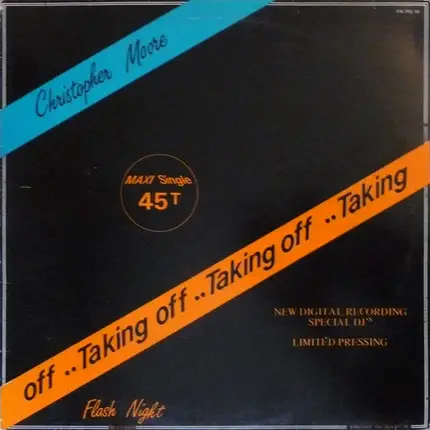 Christopher Moore
MAXI Single
45 T
off ..Taking off ..Taking off ..Taking
NEW DIGITAL RECORDING
SPECIAL DJ'S
LIMITED PRESSING
Flash Night